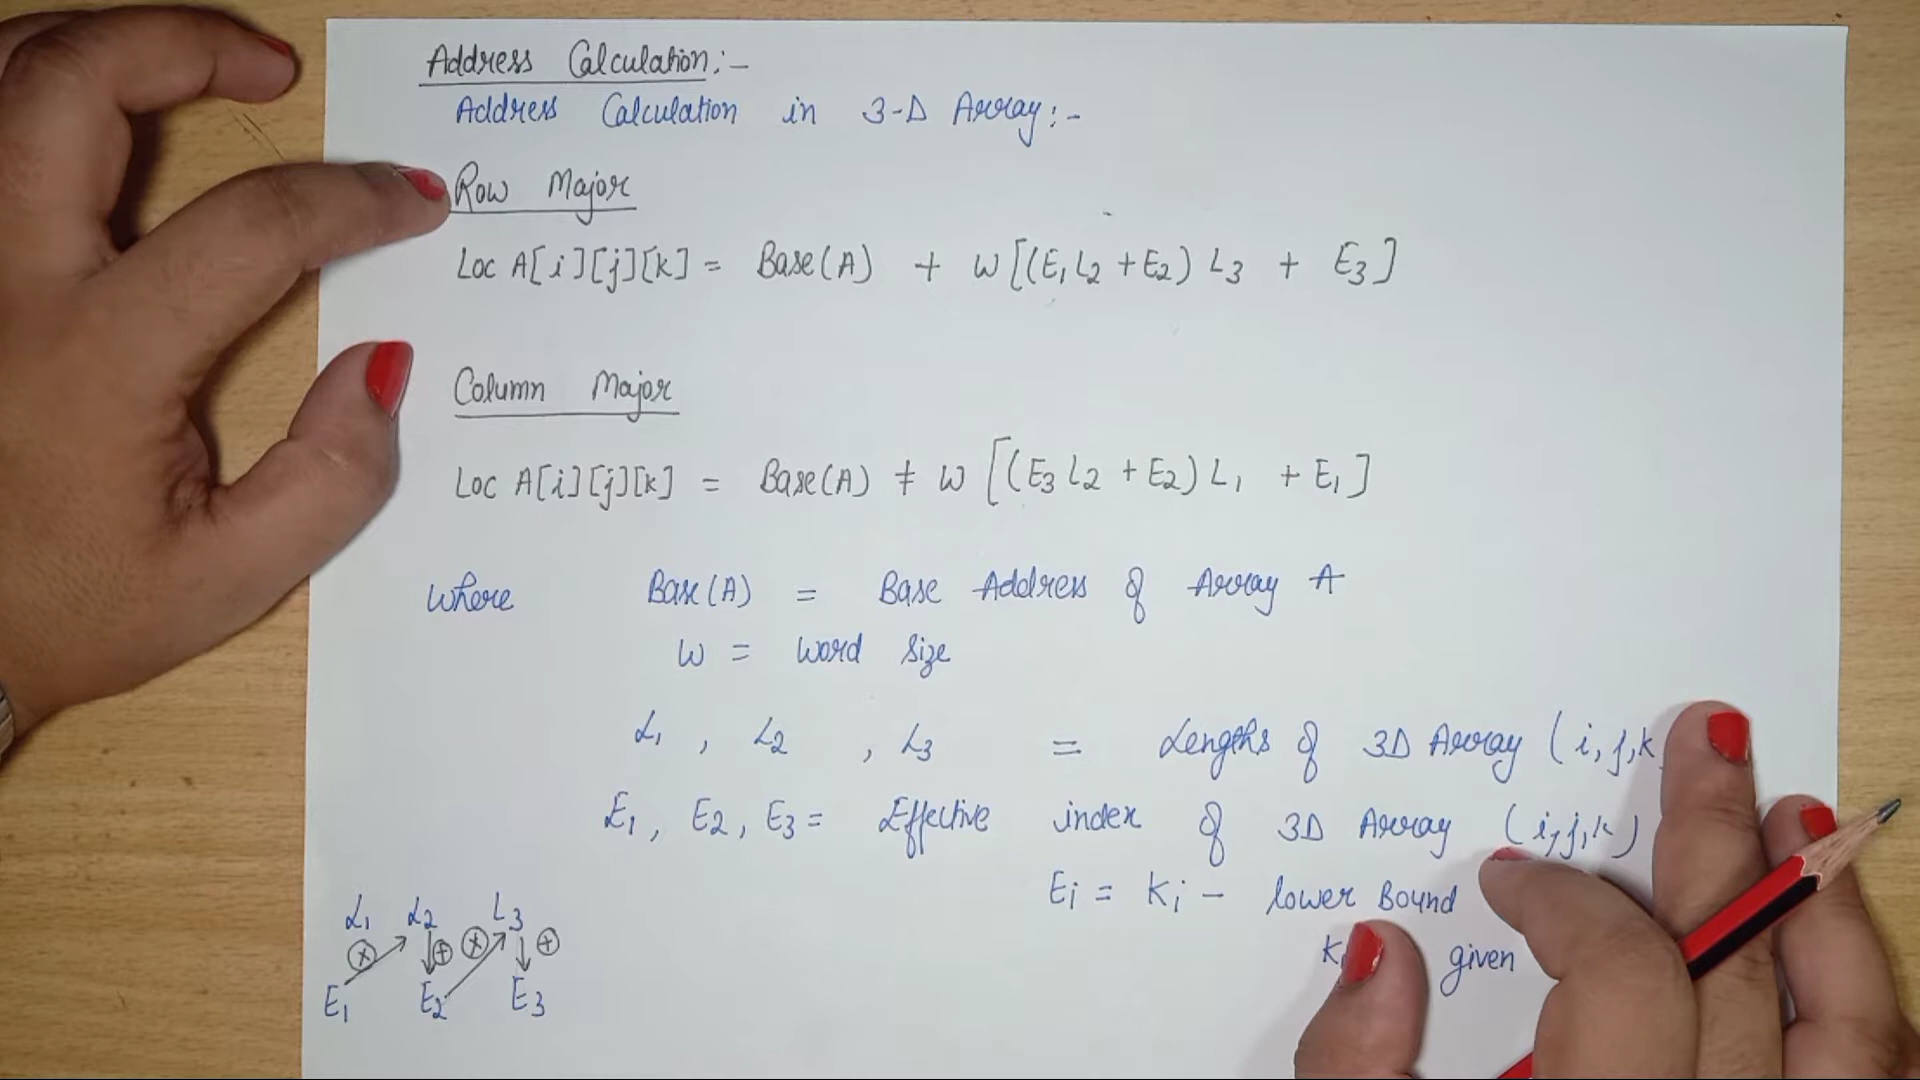 Address Calculation:-
Address Calculation in 3-D Array:-
Row Major
Loc A[i][j][k] = Base(A) + W[(E1L2+E2) L3 + E3]
Column Major
Loc A[i][j][k] = Base(A) + W[(E3L2+E2)L1 + E1]
where Base(A) = Base Address of Array A
W = word size
L1, L2, L3 = Lengths of 3D Array (i,j,k
E1, E2, E3 = Effective index of 3D Array (i,j,k)
Ei = Ki - lower Bound
given
L1 L2 L3
× + × +
E1 E2 E3